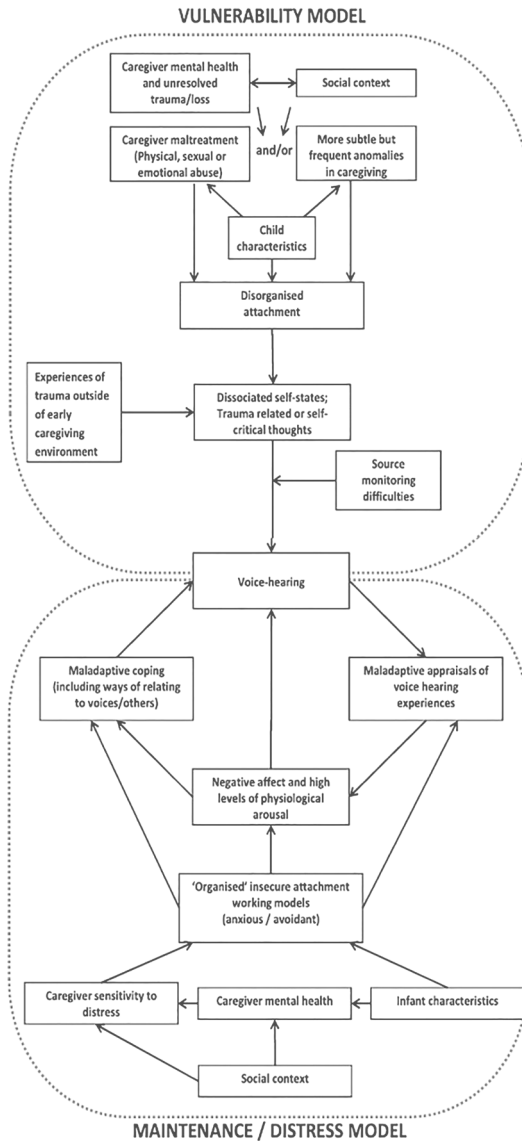 VULNERABILITY MODEL
Caregiver mental health
and unresolved
trauma/loss
Social context
Caregiver maltreatment
(Physical, sexual or
emotional abuse)
and/or
More subtle but
frequent anomalies
in caregiving
Child
characteristics
Disorganised
attachment
Experiences of
trauma outside
of early
caregiving
environment
Dissociated self-states;
Trauma related or self-
critical thoughts
Source
monitoring
difficulties
Voice-hearing
Maladaptive coping
(including ways of relating
to voices/others)
Maladaptive appraisals of
voice hearing
experiences
Negative affect and high
levels of physiological
arousal
‘Organised’ insecure attachment
working models
(anxious / avoidant)
Caregiver sensitivity to
distress
Caregiver mental health
Infant characteristics
Social context
MAINTENANCE / DISTRESS MODEL